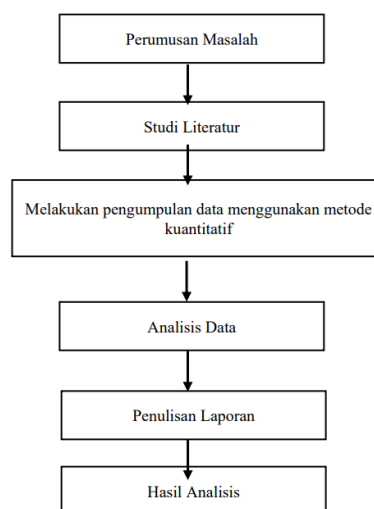 Perumusan Masalah
Studi Literatur
Melakukan pengumpulan data menggunakan metode
kuantitatif
Analisis Data
Penulisan Laporan
Hasil Analisis